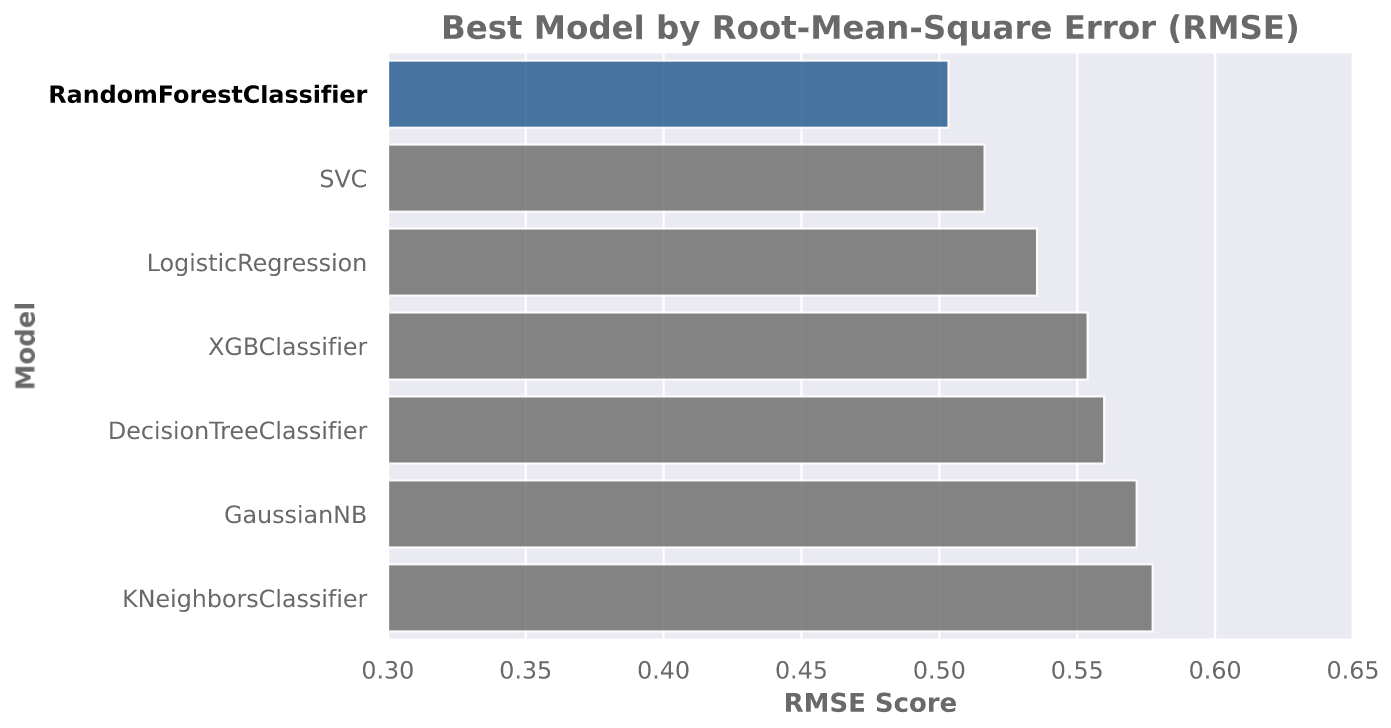 Best Model by Root-Mean-Square Error (RMSE)
RandomForestClassifier
SVC
LogisticRegression
XGBClassifier
DecisionTreeClassifier
GaussianNB
KNeighborsClassifier
Model
0.30 0.35 0.40 0.45 0.50 0.55 0.60 0.65
RMSE Score